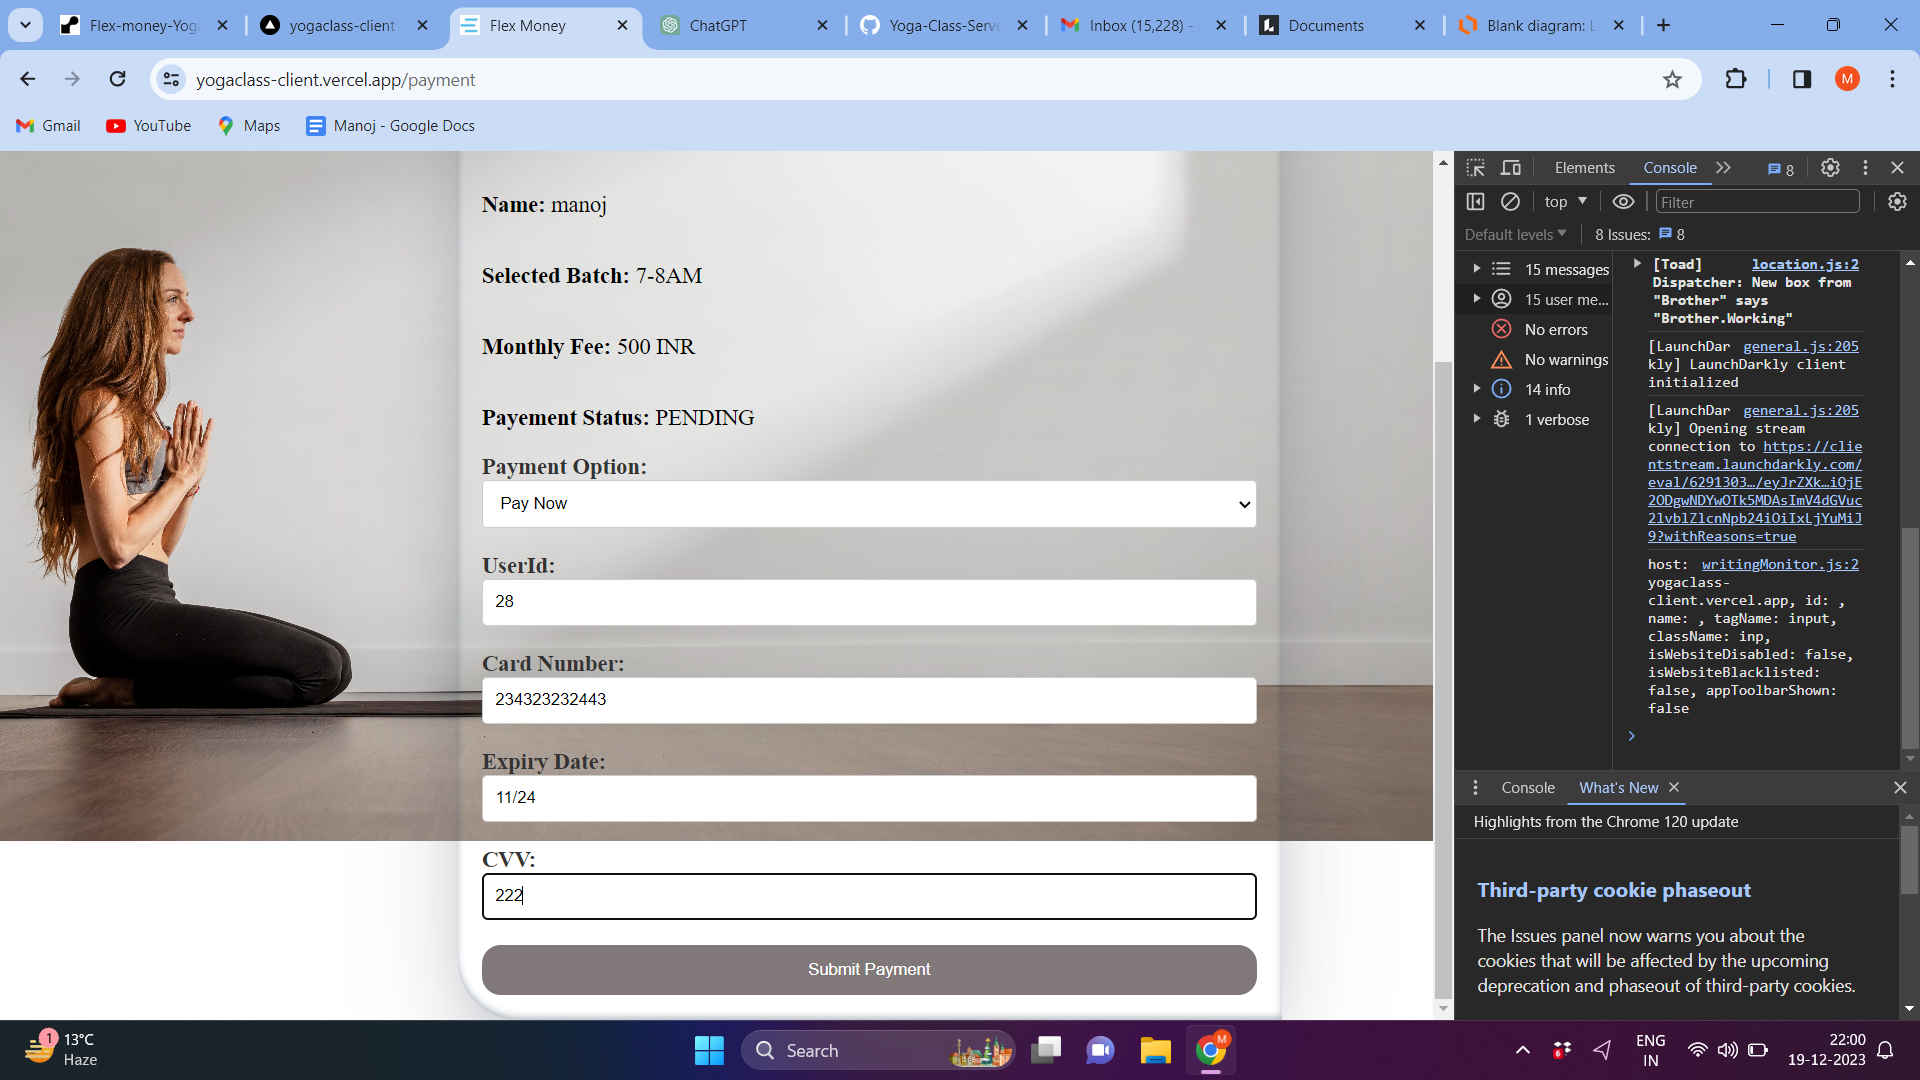 Flex-money-Yoga
yogaclass-client
Flex Money
ChatGPT
Yoga-Class-Serve
Inbox (15,228) -
Documents
Blank diagram: L
yogaclass-client.vercel.app/payment
M
Gmail
YouTube
Maps
Manoj - Google Docs
Name: manoj
Selected Batch: 7-8AM
Monthly Fee: 500 INR
Payement Status: PENDING
Payment Option:
Pay Now
UserId:
28
Card Number:
234323232443
Expiry Date:
11/24
CVV:
222
Submit Payment
Elements
Console
8
top
Filter
Default levels
8 Issues:
8
15 messages
15 user me...
No errors
No warnings
14 info
1 verbose
[Toad] location.js:2
Dispatcher: New box from
"Brother" says
"Brother.Working"
[LaunchDar general.js:205
kly] LaunchDarkly client
initialized
[LaunchDar general.js:205
kly] Opening stream
connection to https://clie
ntstream.launchdarkly.com/
eval/6291303…/eyJrZXk…iOjE
2ODgwNDYwOTk5MDAsImV4dGVuc
2lvblZlcnNpb24iOiIxLjYuMiJ
9?withReasons=true
host: writingMonitor.js:2
yogaclass-
client.vercel.app, id: ,
name: , tagName: input,
className: inp,
isWebsiteDisabled: false,
isWebsiteBlacklisted:
false, appToolbarShown:
false
Console
What's New
Highlights from the Chrome 120 update
Third-party cookie phaseout
The Issues panel now warns you about the
cookies that will be affected by the upcoming
deprecation and phaseout of third-party cookies.
1
13°C
Haze
Search
M
6
ENG
IN
22:00
19-12-2023